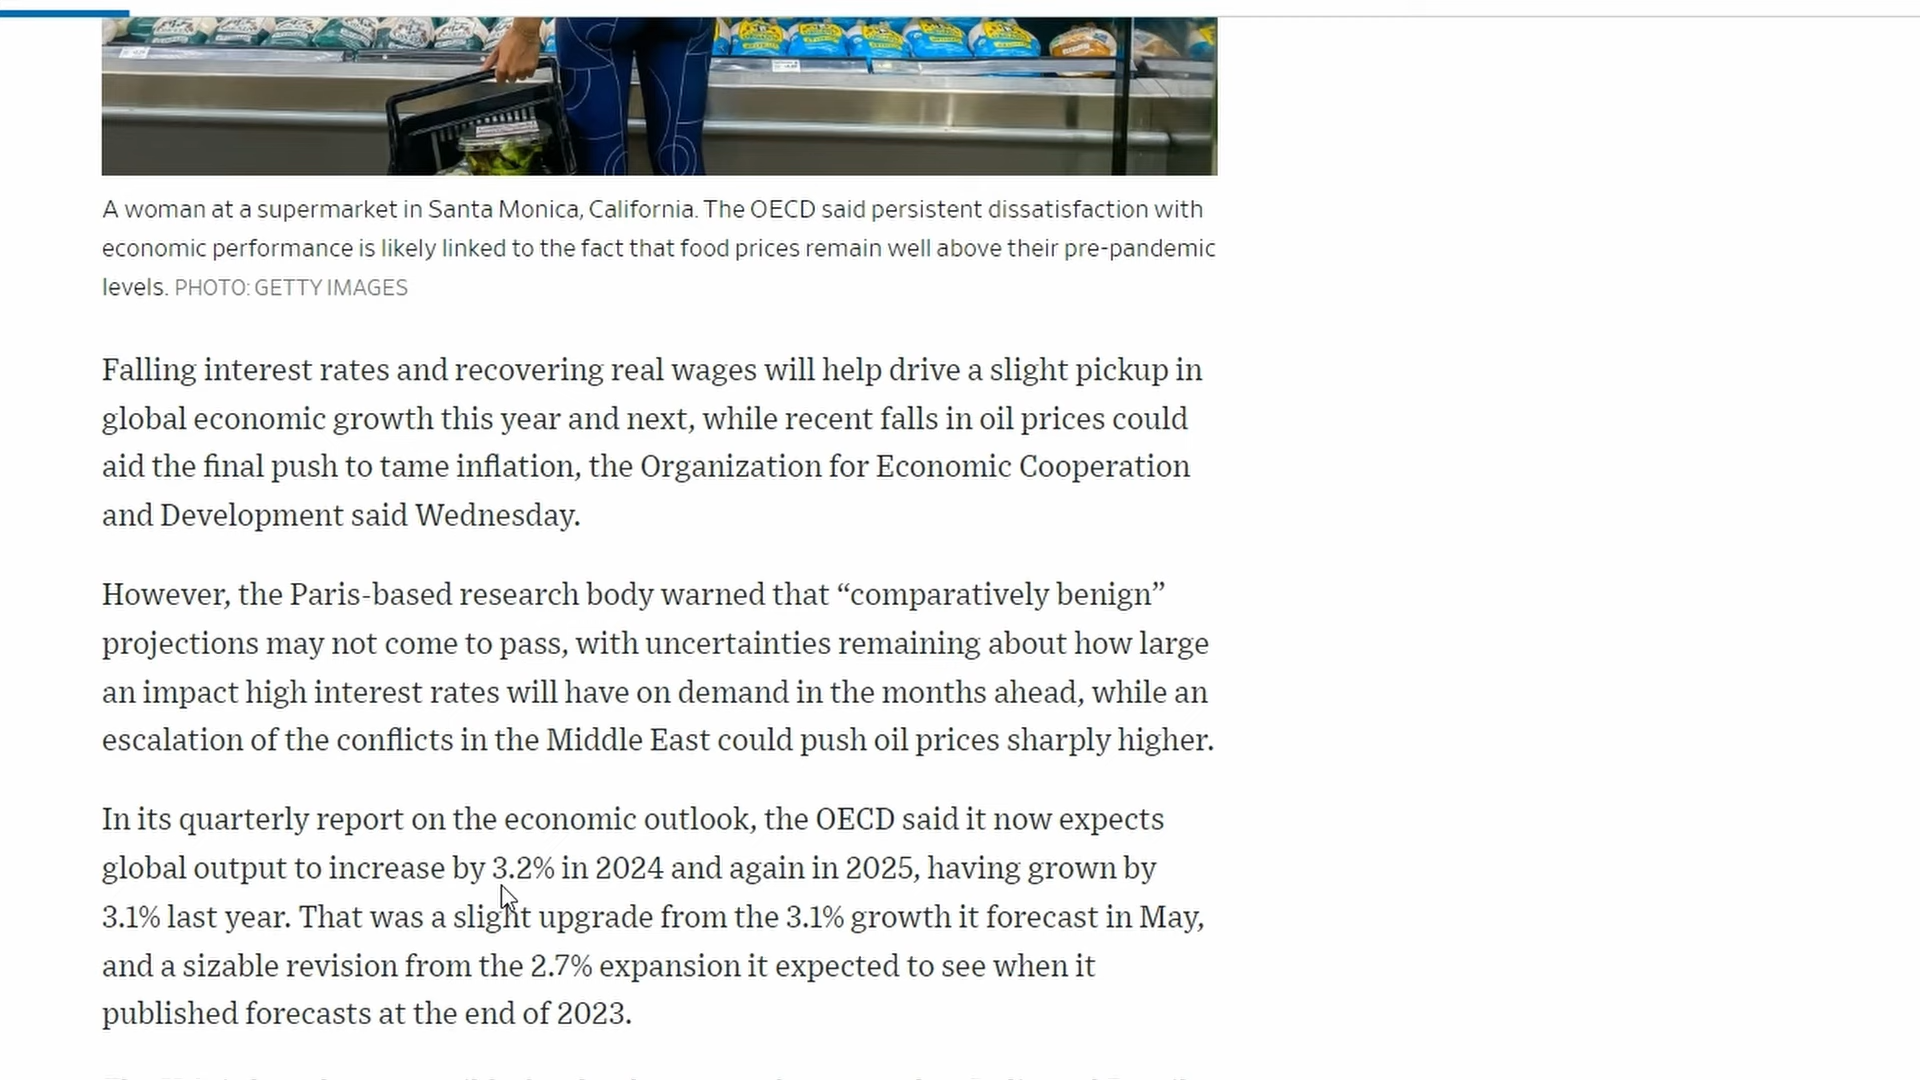 A woman at a supermarket in Santa Monica, California. The OECD said persistent dissatisfaction with
economic performance is likely linked to the fact that food prices remain well above their pre-pandemic
levels. PHOTO: GETTY IMAGES
Falling interest rates and recovering real wages will help drive a slight pickup in
global economic growth this year and next, while recent falls in oil prices could
aid the final push to tame inflation, the Organization for Economic Cooperation
and Development said Wednesday.
However, the Paris-based research body warned that “comparatively benign”
projections may not come to pass, with uncertainties remaining about how large
an impact high interest rates will have on demand in the months ahead, while an
escalation of the conflicts in the Middle East could push oil prices sharply higher.
In its quarterly report on the economic outlook, the OECD said it now expects
global output to increase by 3.2% in 2024 and again in 2025, having grown by
3.1% last year. That was a slight upgrade from the 3.1% growth it forecast in May,
and a sizable revision from the 2.7% expansion it expected to see when it
published forecasts at the end of 2023.